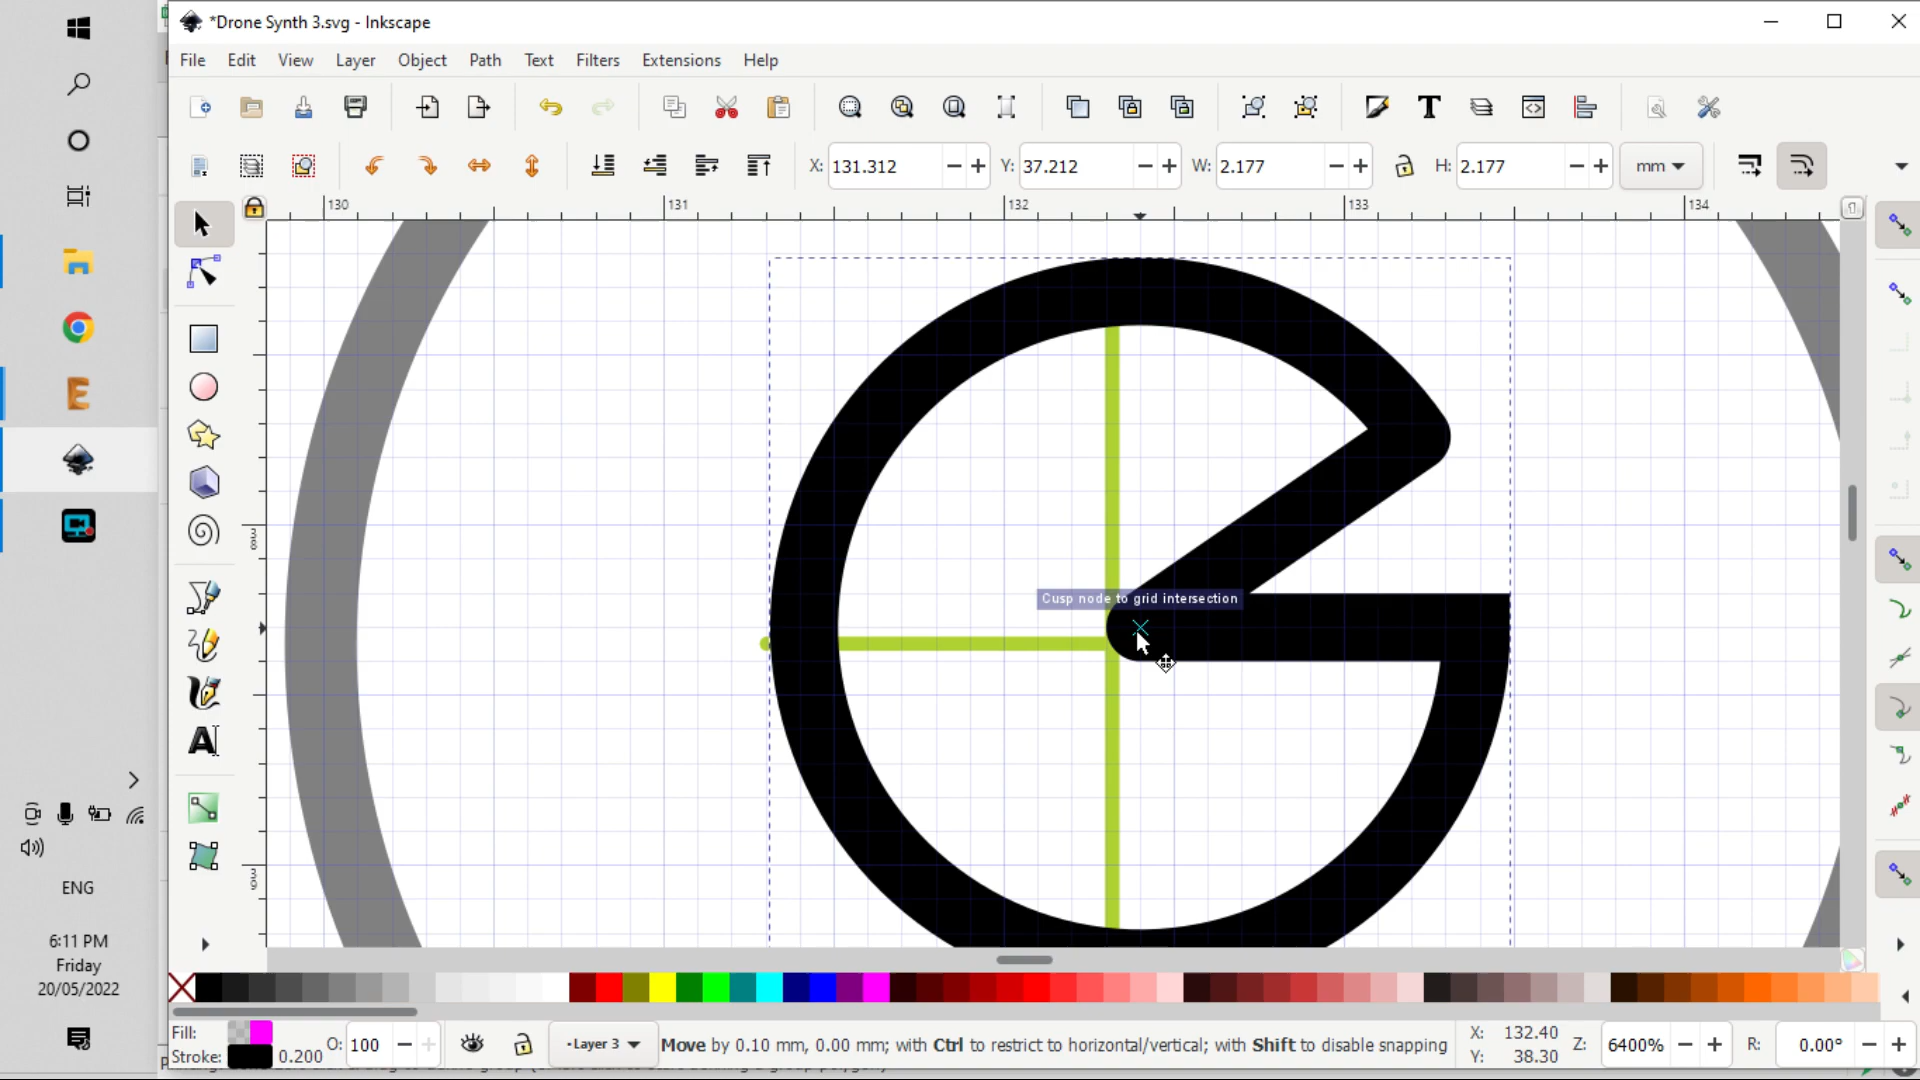 *Drone Synth 3.svg - Inkscape
File Edit View Layer Object Path Text Filters Extensions Help
X: 131.312 Y: 37.212 W: 2.177 H: 2.177 mm
130 131 132 133 134
Cusp node to grid intersection
ENG
6:11 PM
Friday
20/05/2022
Fill:
Stroke: 0.200 O: 100 -Layer 3 Move by 0.10 mm, 0.00 mm; with Ctrl to restrict to horizontal/vertical; with Shift to disable snapping
X: 132.40
Y: 38.30
Z: 6400% R: 0.00°